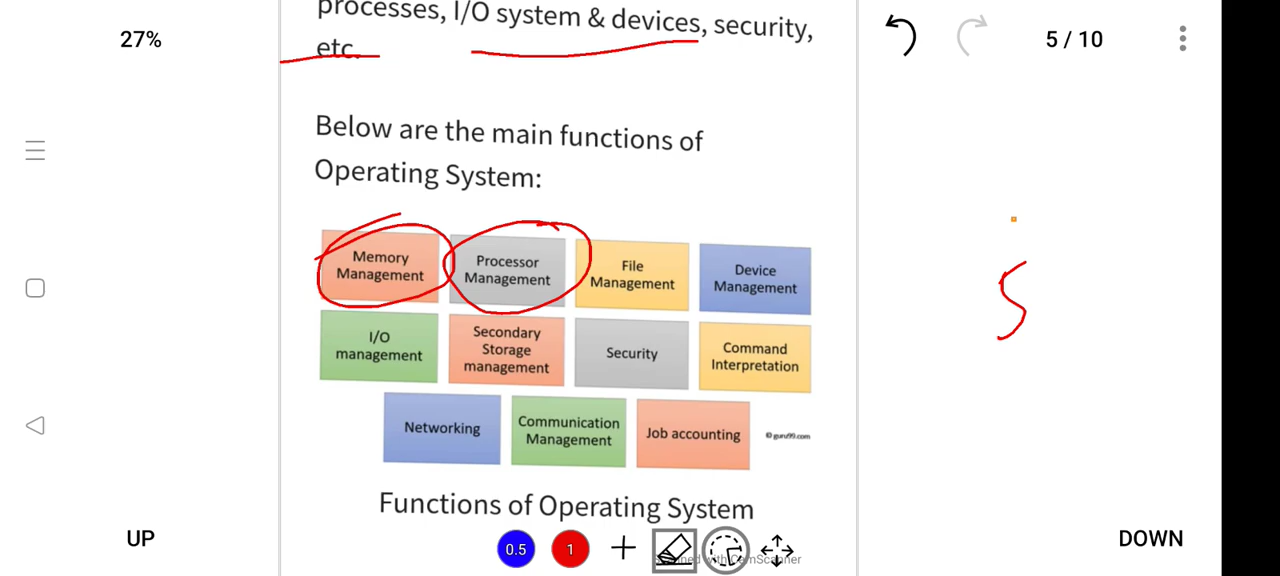 27%
processes, I/O system & devices, security,
etc.
5 / 10
Below are the main functions of
Operating System:
Memory
Management
Processor
Management
File
Management
Device
Management
I/O
management
Secondary
Storage
management
Security
Command
Interpretation
Networking
Communication
Management
Job accounting
© guru99.com
Functions of Operating System
UP
0.5
1
DOWN